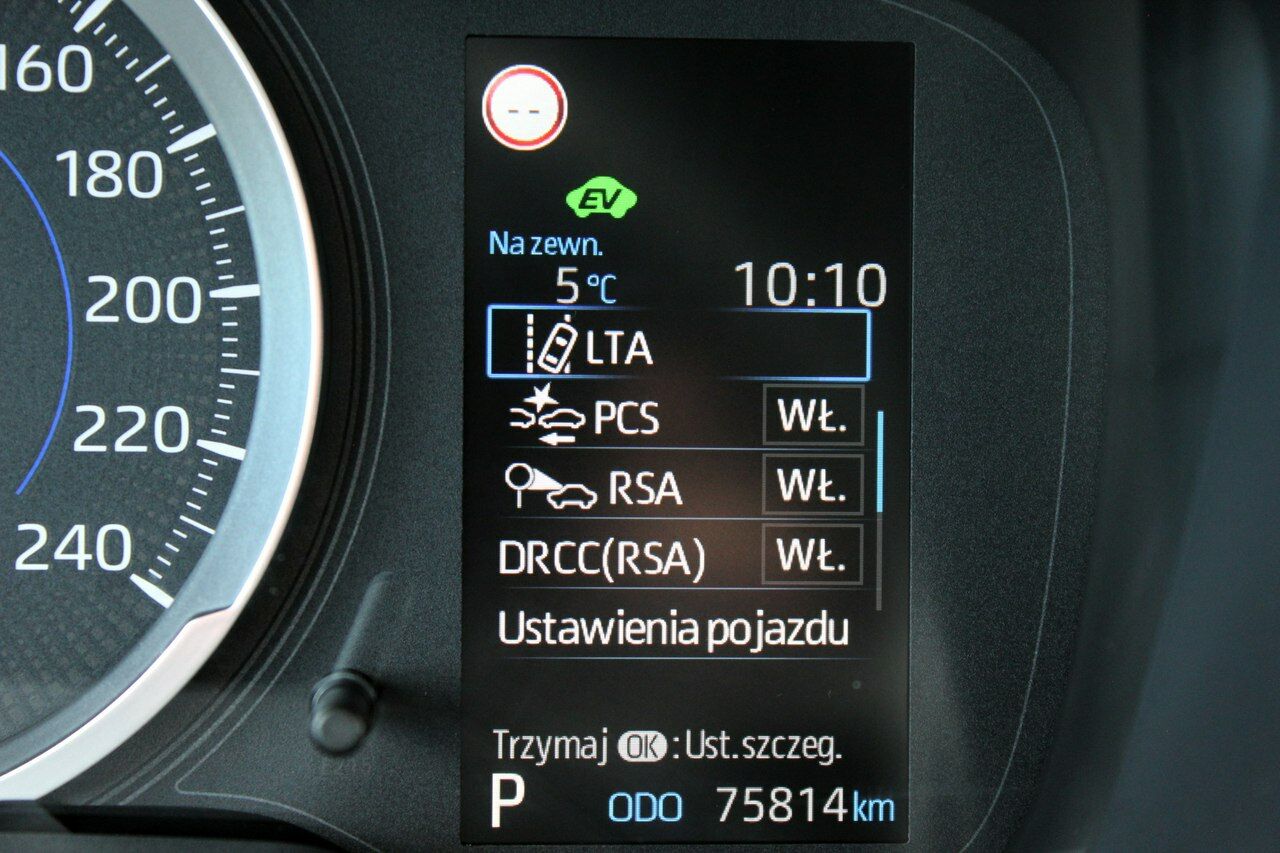 160
180
200
220
240
--
EV
Na zewn.
5 °C 10:10
LTA
PCS WŁ.
RSA WŁ.
DRCC(RSA) WŁ.
Ustawienia pojazdu
Trzymaj OK : Ust. szczeg.
P ODO 75814 km